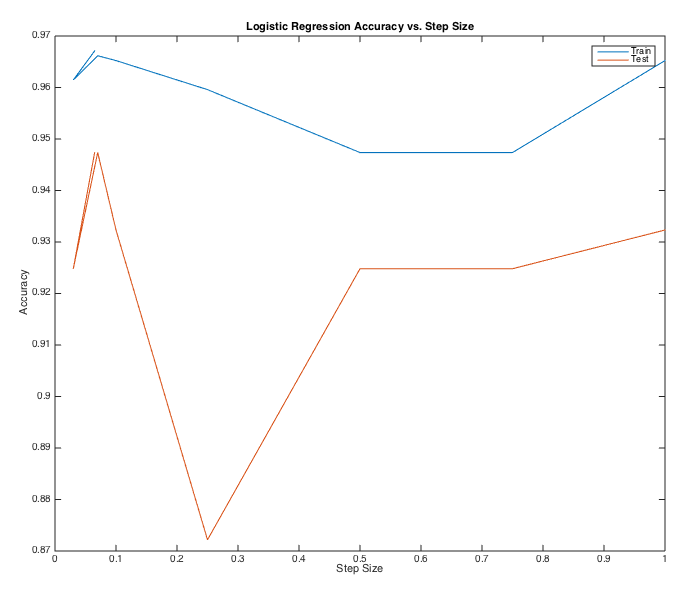 Logistic Regression Accuracy vs. Step Size
0.97
0.96
0.95
0.94
0.93
0.92
0.91
0.9
0.89
0.88
0.87
Accuracy
Train
Test
0 0.1 0.2 0.3 0.4 0.5 0.6 0.7 0.8 0.9 1
Step Size